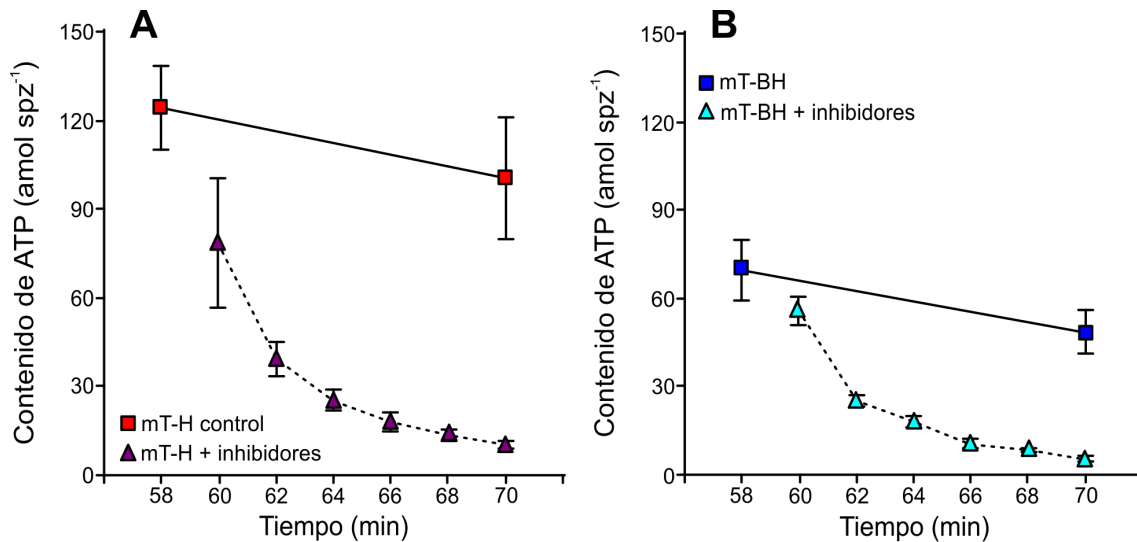 A
150
120
90
60
30
0
Contenido de ATP (amol spz⁻¹)
mT-H control
mT-H + inhibidores
58 60 62 64 66 68 70
Tiempo (min)
B
150
120
90
60
30
0
Contenido de ATP (amol spz⁻¹)
mT-BH
mT-BH + inhibidores
58 60 62 64 66 68 70
Tiempo (min)